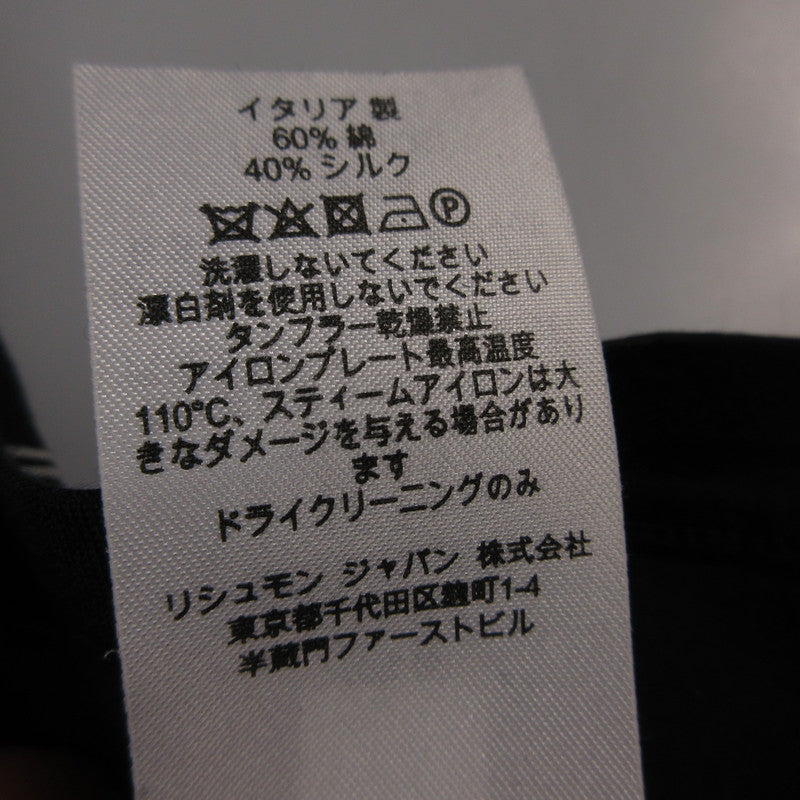 イタリア 製
60% 綿
40% シルク
P
洗濯しないてください
漂白剤を使用しないでください
タンブラー乾燥禁止
アイロンプレート最高温度
110°C、スティームアイロンは大
きなダメージを与える場合があり
ます
ドライクリーニングのみ
リシュモン ジャパン 株式会社
東京都千代田区麹町1-4
半蔵門ファーストビル